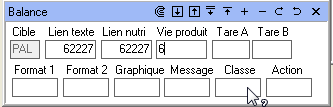 Balance
Cible Lien texte Lien nutri Vie produit Tare A Tare B
PAL 62227 62227 6
Format 1 Format 2 Graphique Message Classe Action